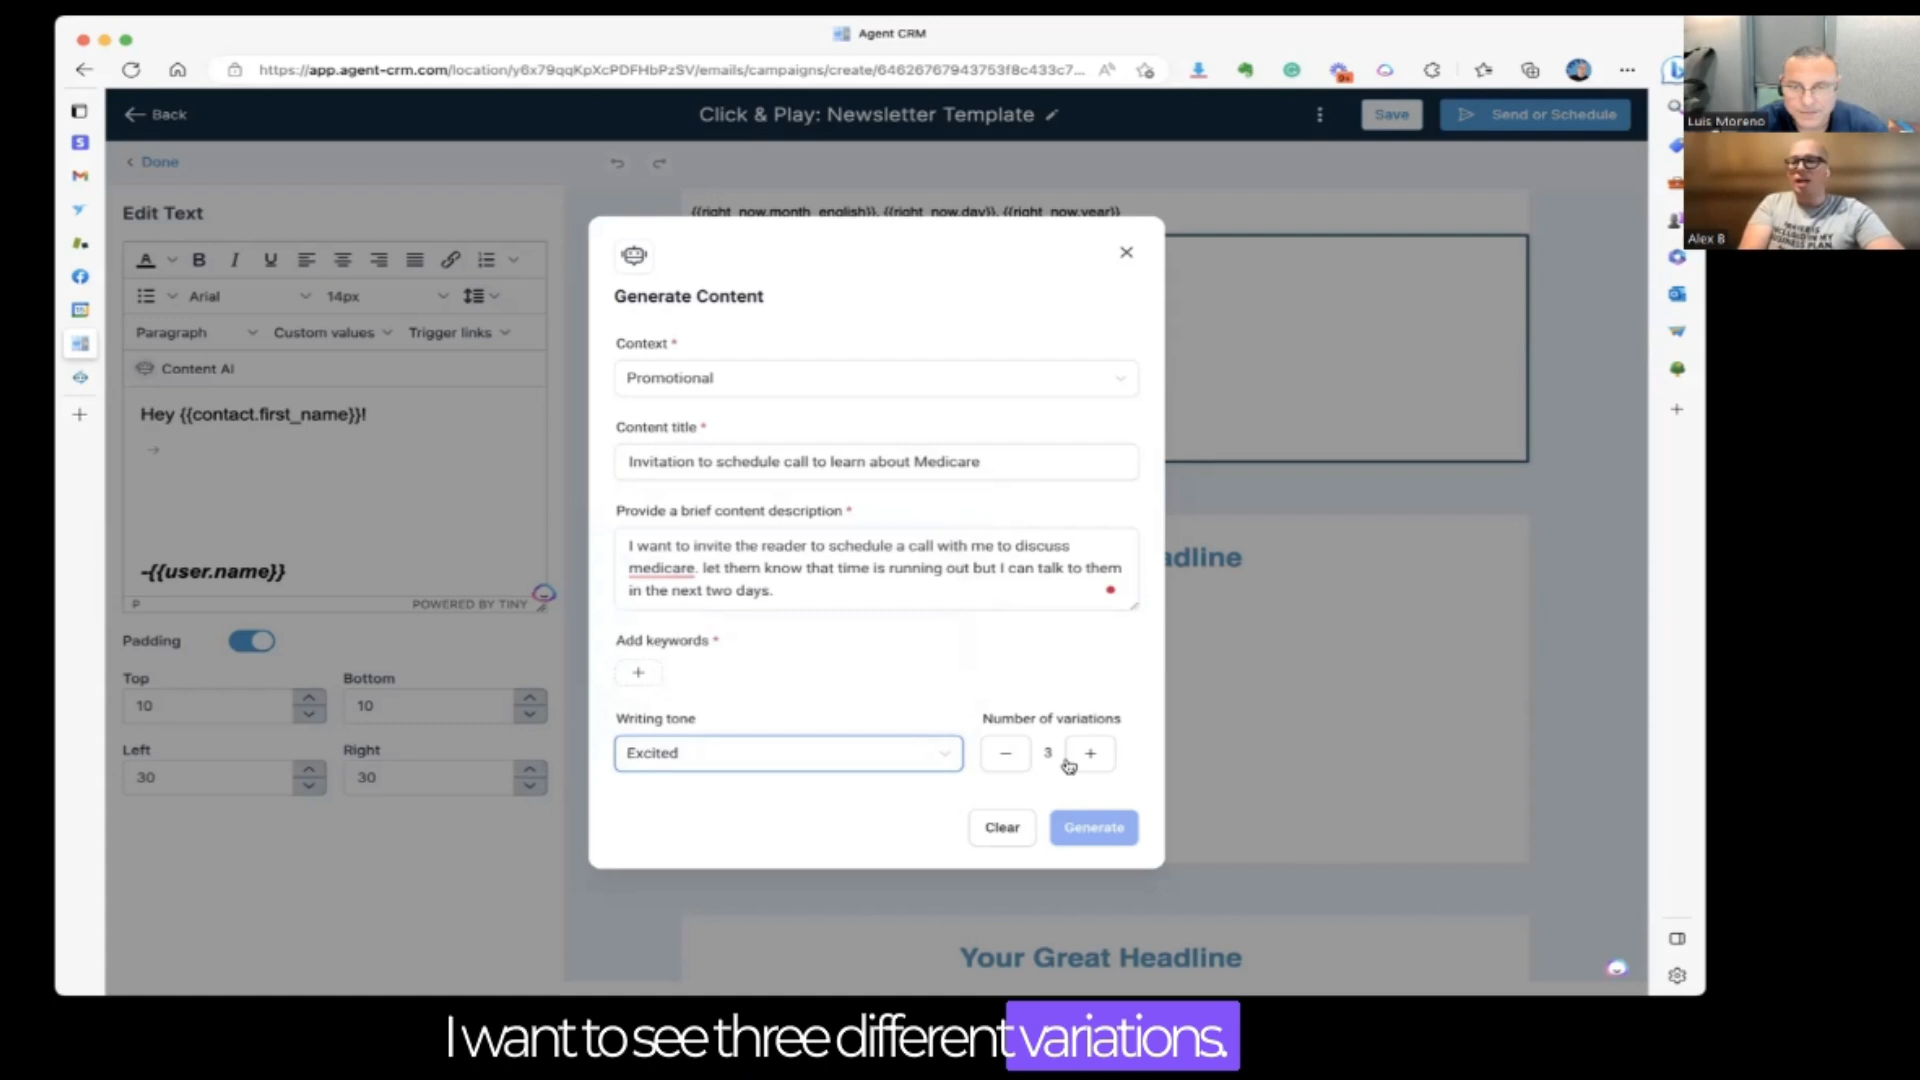 Agent CRM
https://app.agent-crm.com/location/y6x79qqKpXcPDFHbPzSV/emails/campaigns/create/64626767943753f8c433c7...
Back
Click & Play: Newsletter Template
Save
Send or Schedule
Luis Moreno
Alex B
Done
Edit Text
Arial
14px
Paragraph
Custom values
Trigger links
Content AI
Hey {{contact.first_name}}!
-{{user.name}}
P
POWERED BY TINY
Padding
Top
Bottom
10
10
Left
Right
30
30
{{right_now.month_english}}, {{right_now.day}}, {{right_now.year}}
Generate Content
Context *
Promotional
Content title *
Invitation to schedule call to learn about Medicare
Provide a brief content description *
I want to invite the reader to schedule a call with me to discuss
medicare. let them know that time is running out but I can talk to them
in the next two days.
Add keywords *
+
Writing tone
Number of variations
Excited
− 3 +
Clear
Generate
adline
Your Great Headline
I want to see three different variations.